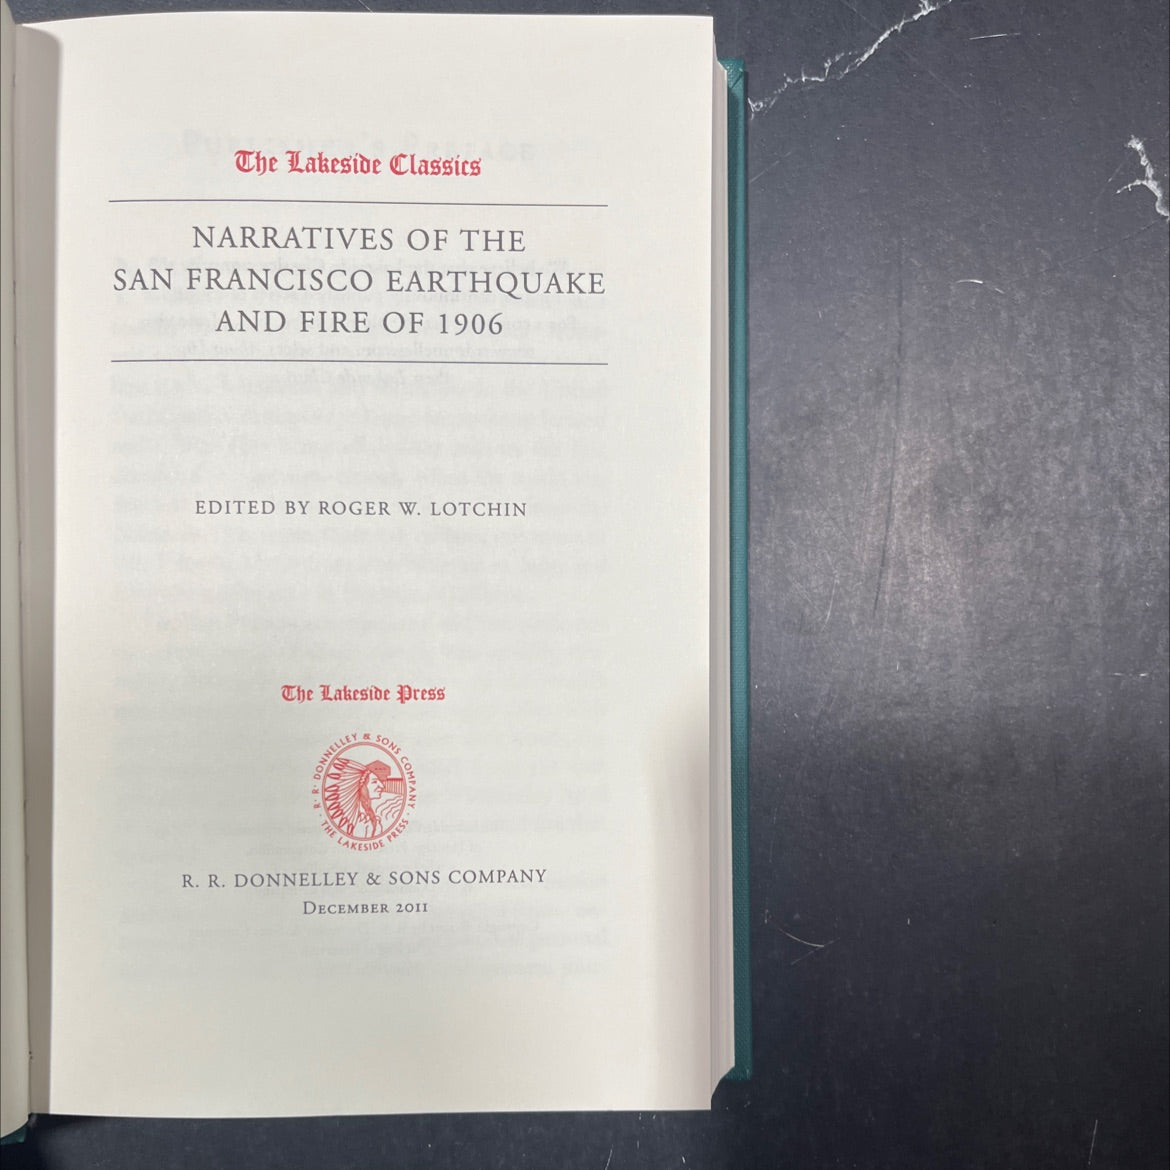 The Lakeside Classics
NARRATIVES OF THE
SAN FRANCISCO EARTHQUAKE
AND FIRE OF 1906
EDITED BY ROGER W. LOTCHIN
The Lakeside Press
R. R. DONNELLEY & SONS COMPANY
THE LAKESIDE PRESS
R. R. DONNELLEY & SONS COMPANY
DECEMBER 2011